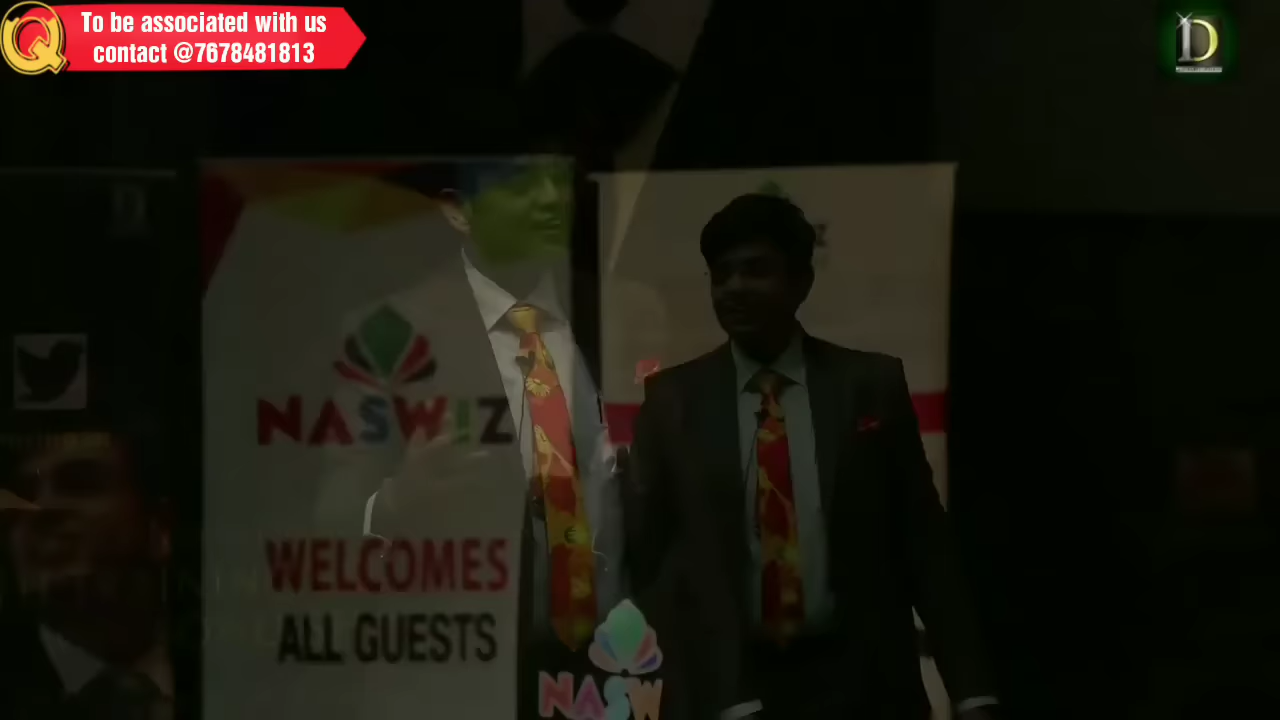 To be associated with us
contact @7678481813
D
NASWIZ
WELCOMES
ALL GUESTS
Z
NASW